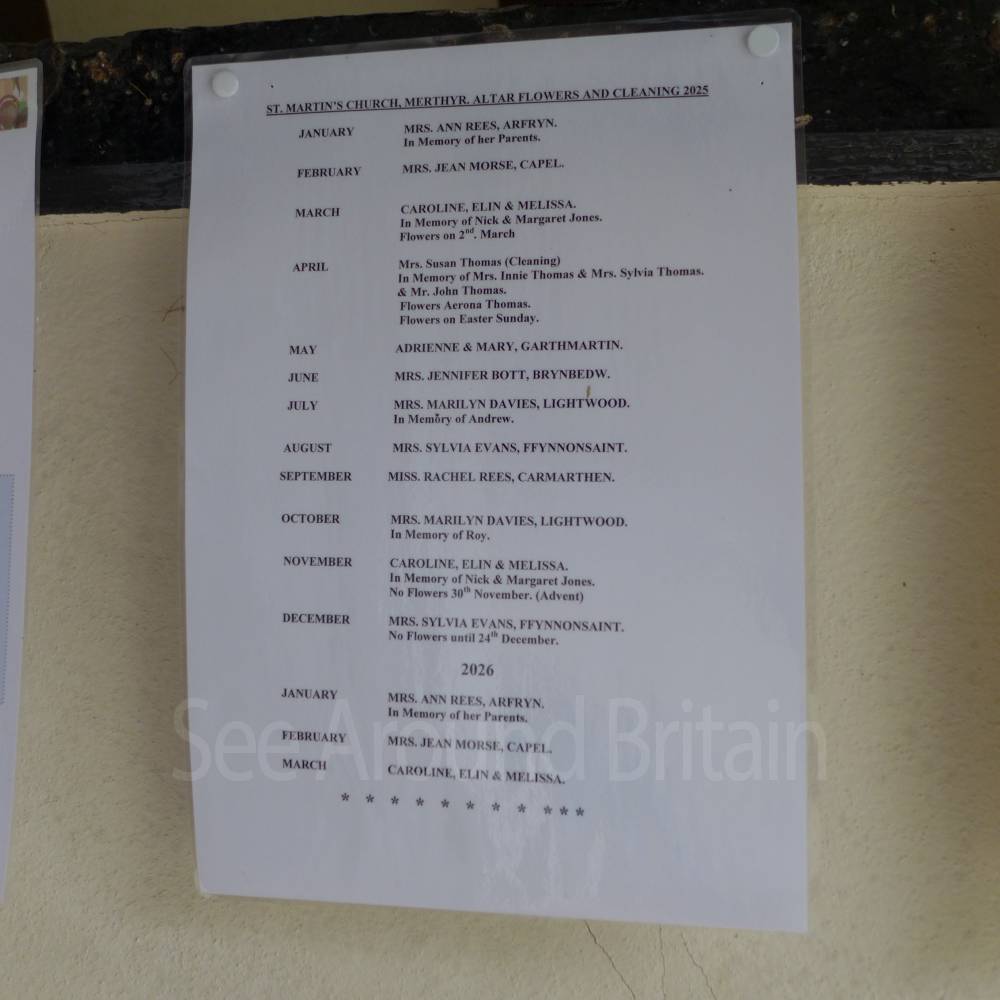 ST. MARTIN'S CHURCH, MERTHYR. ALTAR FLOWERS AND CLEANING 2025
JANUARY MRS. ANN REES, ARFRYN.
In Memory of her Parents.
FEBRUARY MRS. JEAN MORSE, CAPEL.
MARCH CAROLINE, ELIN & MELISSA.
In Memory of Nick & Margaret Jones.
Flowers on 2nd. March
APRIL Mrs. Susan Thomas (Cleaning)
In Memory of Mrs. Innie Thomas & Mrs. Sylvia Thomas.
& Mr. John Thomas.
Flowers Aerona Thomas.
Flowers on Easter Sunday.
MAY ADRIENNE & MARY, GARTHMARTIN.
JUNE MRS. JENNIFER BOTT, BRYNBEDW.
JULY MRS. MARILYN DAVIES, LIGHTWOOD.
In Memory of Andrew.
AUGUST MRS. SYLVIA EVANS, FFYNNONSAINT.
SEPTEMBER MISS. RACHEL REES, CARMARTHEN.
OCTOBER MRS. MARILYN DAVIES, LIGHTWOOD.
In Memory of Roy.
NOVEMBER CAROLINE, ELIN & MELISSA.
In Memory of Nick & Margaret Jones.
No Flowers 30th November. (Advent)
DECEMBER MRS. SYLVIA EVANS, FFYNNONSAINT.
No Flowers until 24th December.
2026
JANUARY MRS. ANN REES, ARFRYN.
In Memory of her Parents.
FEBRUARY MRS. JEAN MORSE, CAPEL.
MARCH CAROLINE, ELIN & MELISSA.
* * * * * * * * * * *
See Around Britain